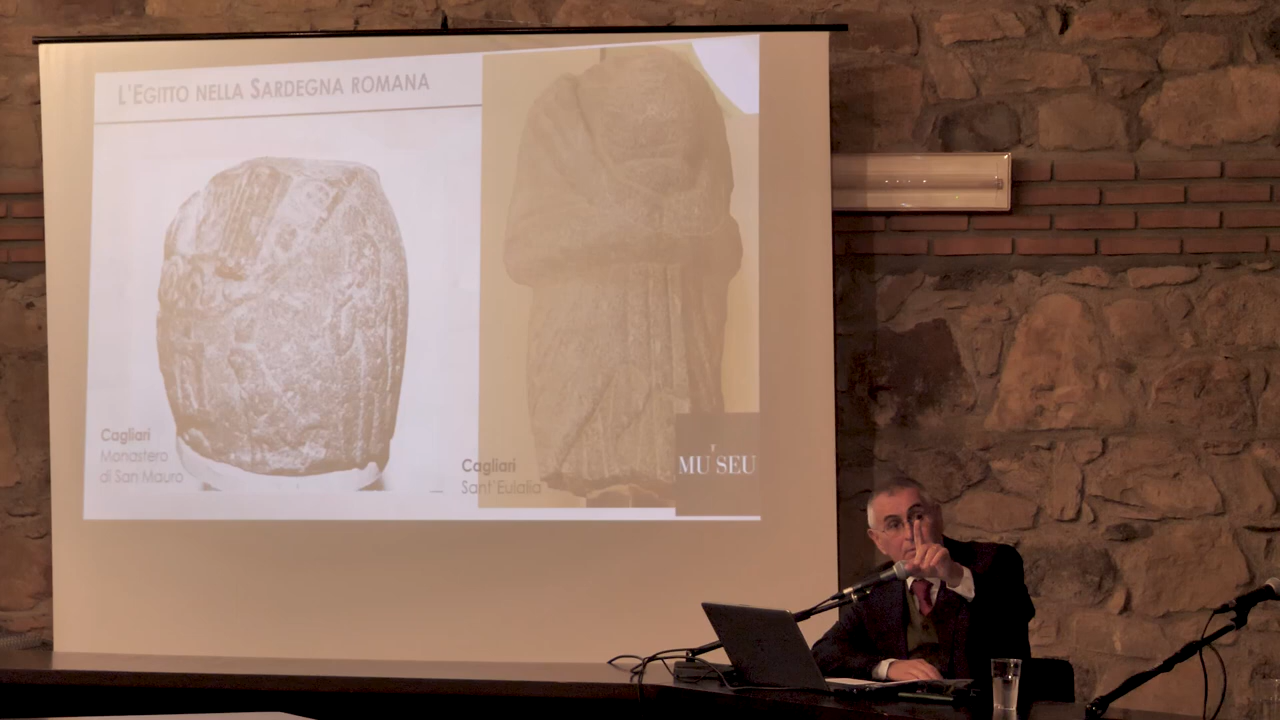 L'EGITTO NELLA SARDEGNA ROMANA
Cagliari
Monastero
di San Mauro
Cagliari
Sant'Eulalia
MU'SEU